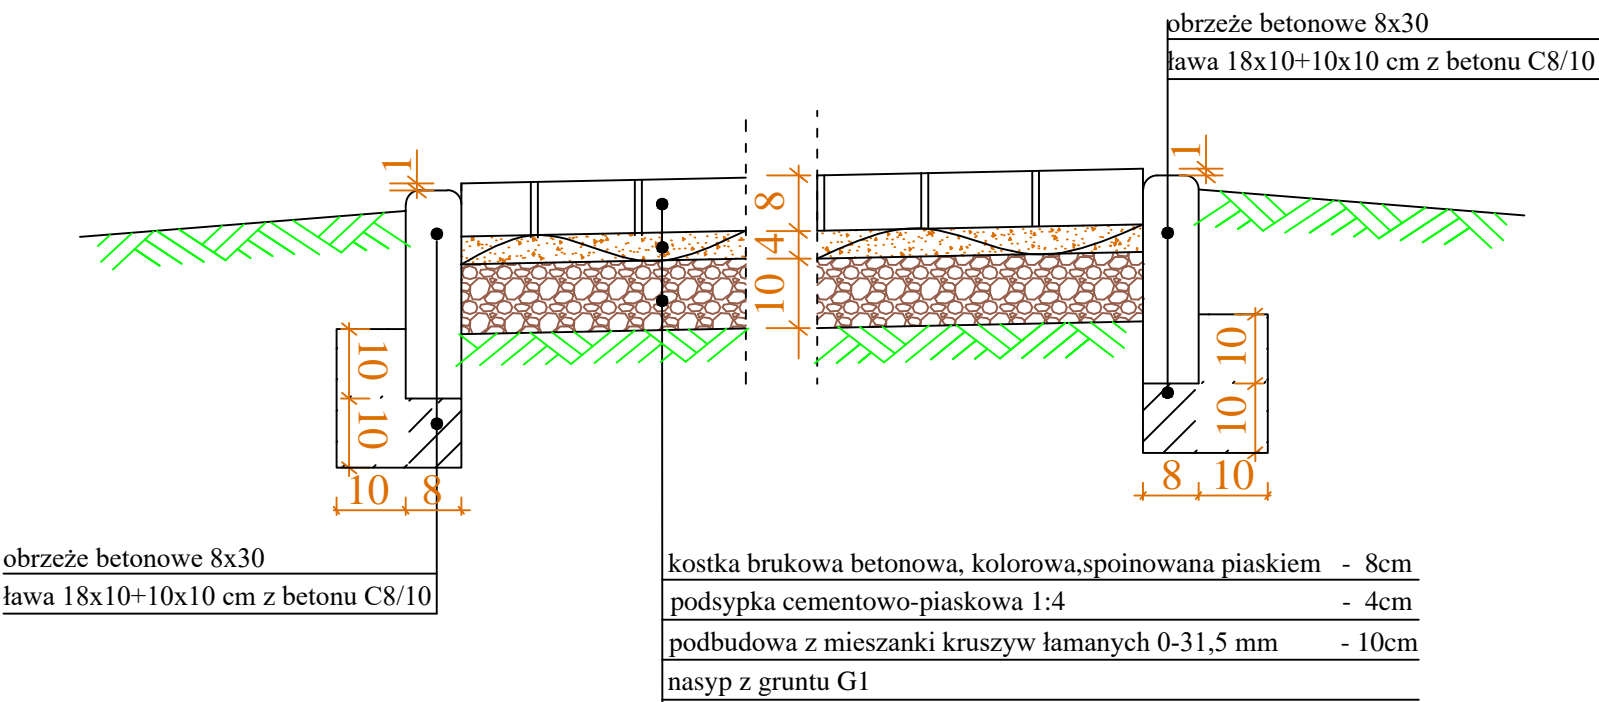 obrzeże betonowe 8x30
ława 18x10+10x10 cm z betonu C8/10
1
1
8
4
10
10
10
10
8
10
10
8
10
obrzeże betonowe 8x30
ława 18x10+10x10 cm z betonu C8/10
kostka brukowa betonowa, kolorowa,spoinowana piaskiem - 8cm
podsypka cementowo-piaskowa 1:4 - 4cm
podbudowa z mieszanki kruszyw łamanych 0-31,5 mm - 10cm
nasyp z gruntu G1